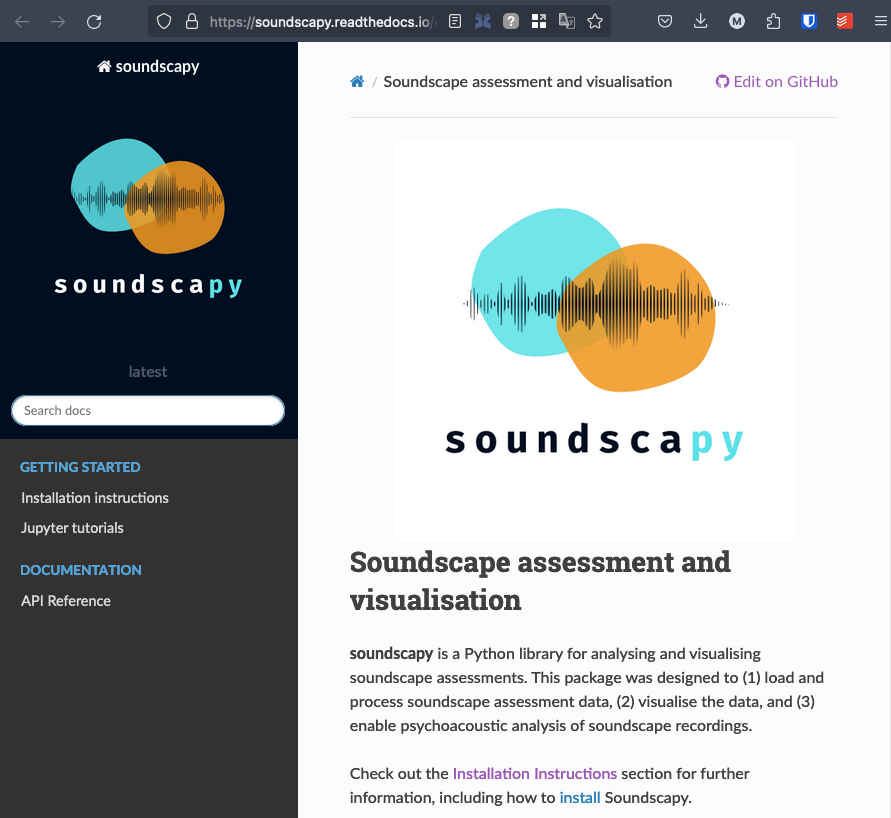 https://soundscapy.readthedocs.io/
soundscapy
soundscapy
latest
Search docs
GETTING STARTED
Installation instructions
Jupyter tutorials
DOCUMENTATION
API Reference
/ Soundscape assessment and visualisation
Edit on GitHub
soundscapy
Soundscape assessment and
visualisation
soundscapy is a Python library for analysing and visualising
soundscape assessments. This package was designed to (1) load and
process soundscape assessment data, (2) visualise the data, and (3)
enable psychoacoustic analysis of soundscape recordings.
Check out the Installation Instructions section for further
information, including how to install Soundscapy.